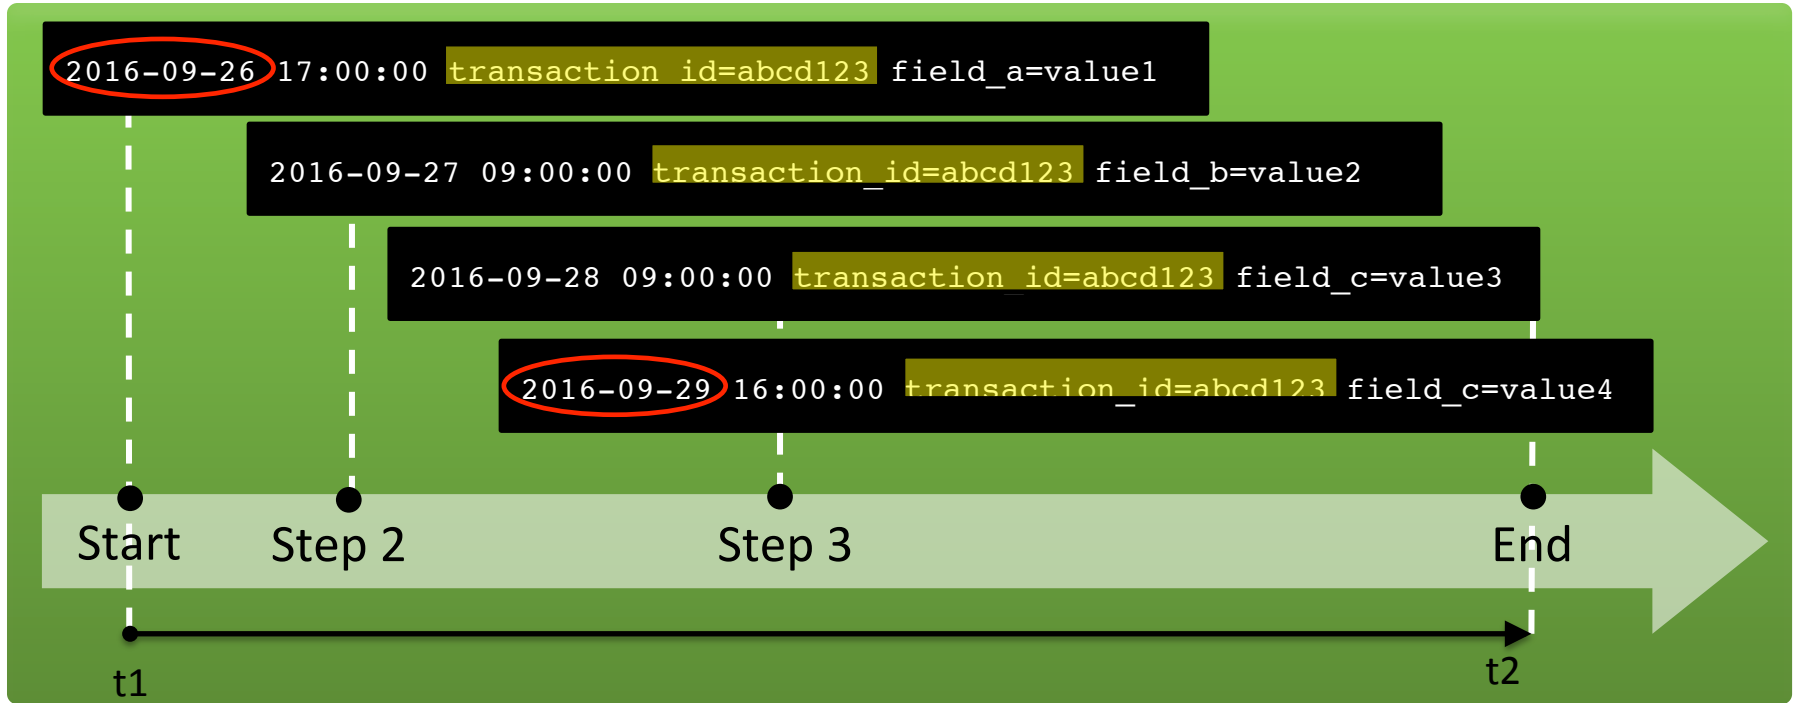 2016-09-26 17:00:00 transaction_id=abcd123 field_a=value1
2016-09-27 09:00:00 transaction_id=abcd123 field_b=value2
2016-09-28 09:00:00 transaction_id=abcd123 field_c=value3
2016-09-29 16:00:00 transaction_id=abcd123 field_c=value4
Start Step 2 Step 3 End
t1 t2